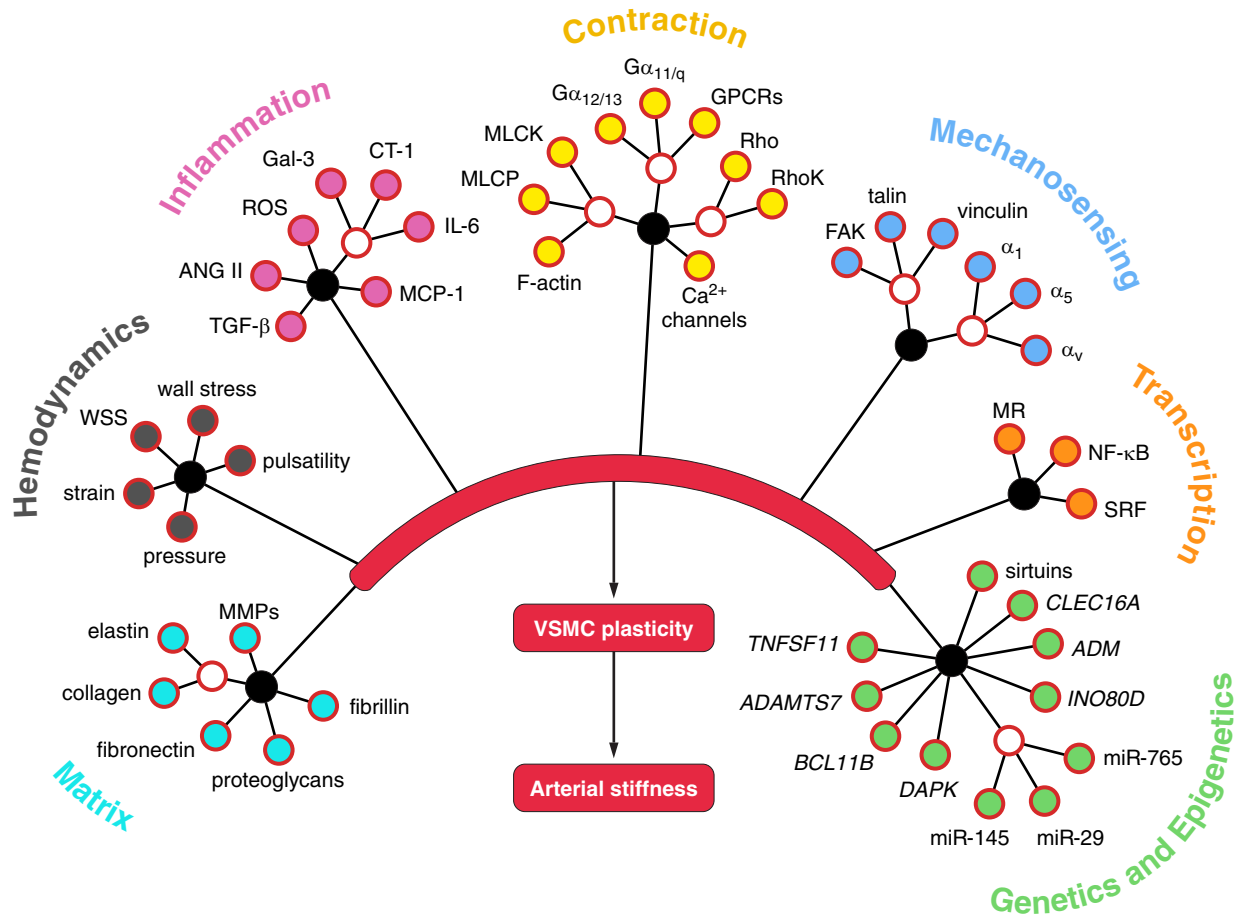 Contraction
Gα11/q
Gα12/13
GPCRs
MLCK
Rho
MLCP
RhoK
F-actin
Ca2+
channels
Inflammation
Gal-3
CT-1
ROS
IL-6
ANG II
MCP-1
TGF-β
Mechanosensing
talin
vinculin
FAK
α1
α5
αv
Hemodynamics
wall stress
WSS
pulsatility
strain
pressure
Transcription
MR
NF-κB
SRF
Matrix
MMPs
elastin
collagen
fibrillin
fibronectin
proteoglycans
VSMC plasticity
Arterial stiffness
Genetics and Epigenetics
sirtuins
CLEC16A
TNFSF11
ADM
ADAMTS7
INO80D
BCL11B
miR-765
DAPK
miR-145
miR-29